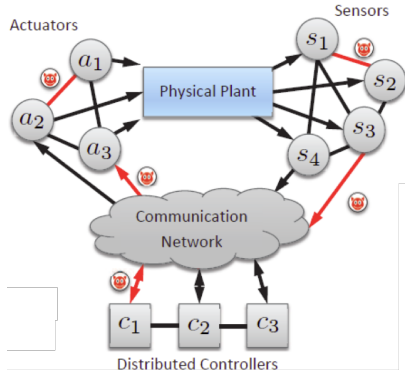 Sensors
Actuators
s1
a1
s2
Physical Plant
a2
s3
a3
s4
Communication
Network
c1
c2
c3
Distributed Controllers